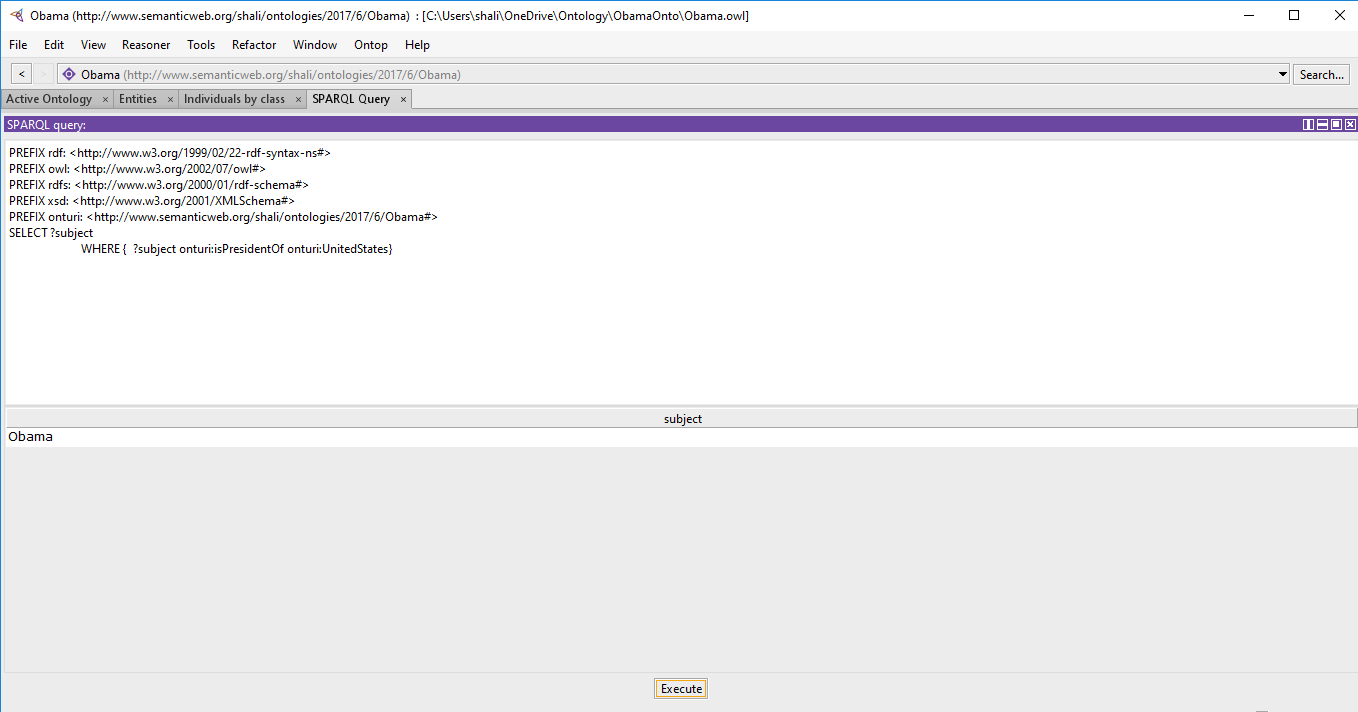 Obama (http://www.semanticweb.org/shali/ontologies/2017/6/Obama) : [C:\Users\shali\OneDrive\Ontology\ObamaOnto\Obama.owl]
File Edit View Reasoner Tools Refactor Window Ontop Help
< > Obama (http://www.semanticweb.org/shali/ontologies/2017/6/Obama) Search...
Active Ontology × Entities × Individuals by class × SPARQL Query ×
SPARQL query:
PREFIX rdf: <http://www.w3.org/1999/02/22-rdf-syntax-ns#>
PREFIX owl: <http://www.w3.org/2002/07/owl#>
PREFIX rdfs: <http://www.w3.org/2000/01/rdf-schema#>
PREFIX xsd: <http://www.w3.org/2001/XMLSchema#>
PREFIX onturi: <http://www.semanticweb.org/shali/ontologies/2017/6/Obama#>
SELECT ?subject
WHERE { ?subject onturi:isPresidentOf onturi:UnitedStates}
subject
Obama
Execute